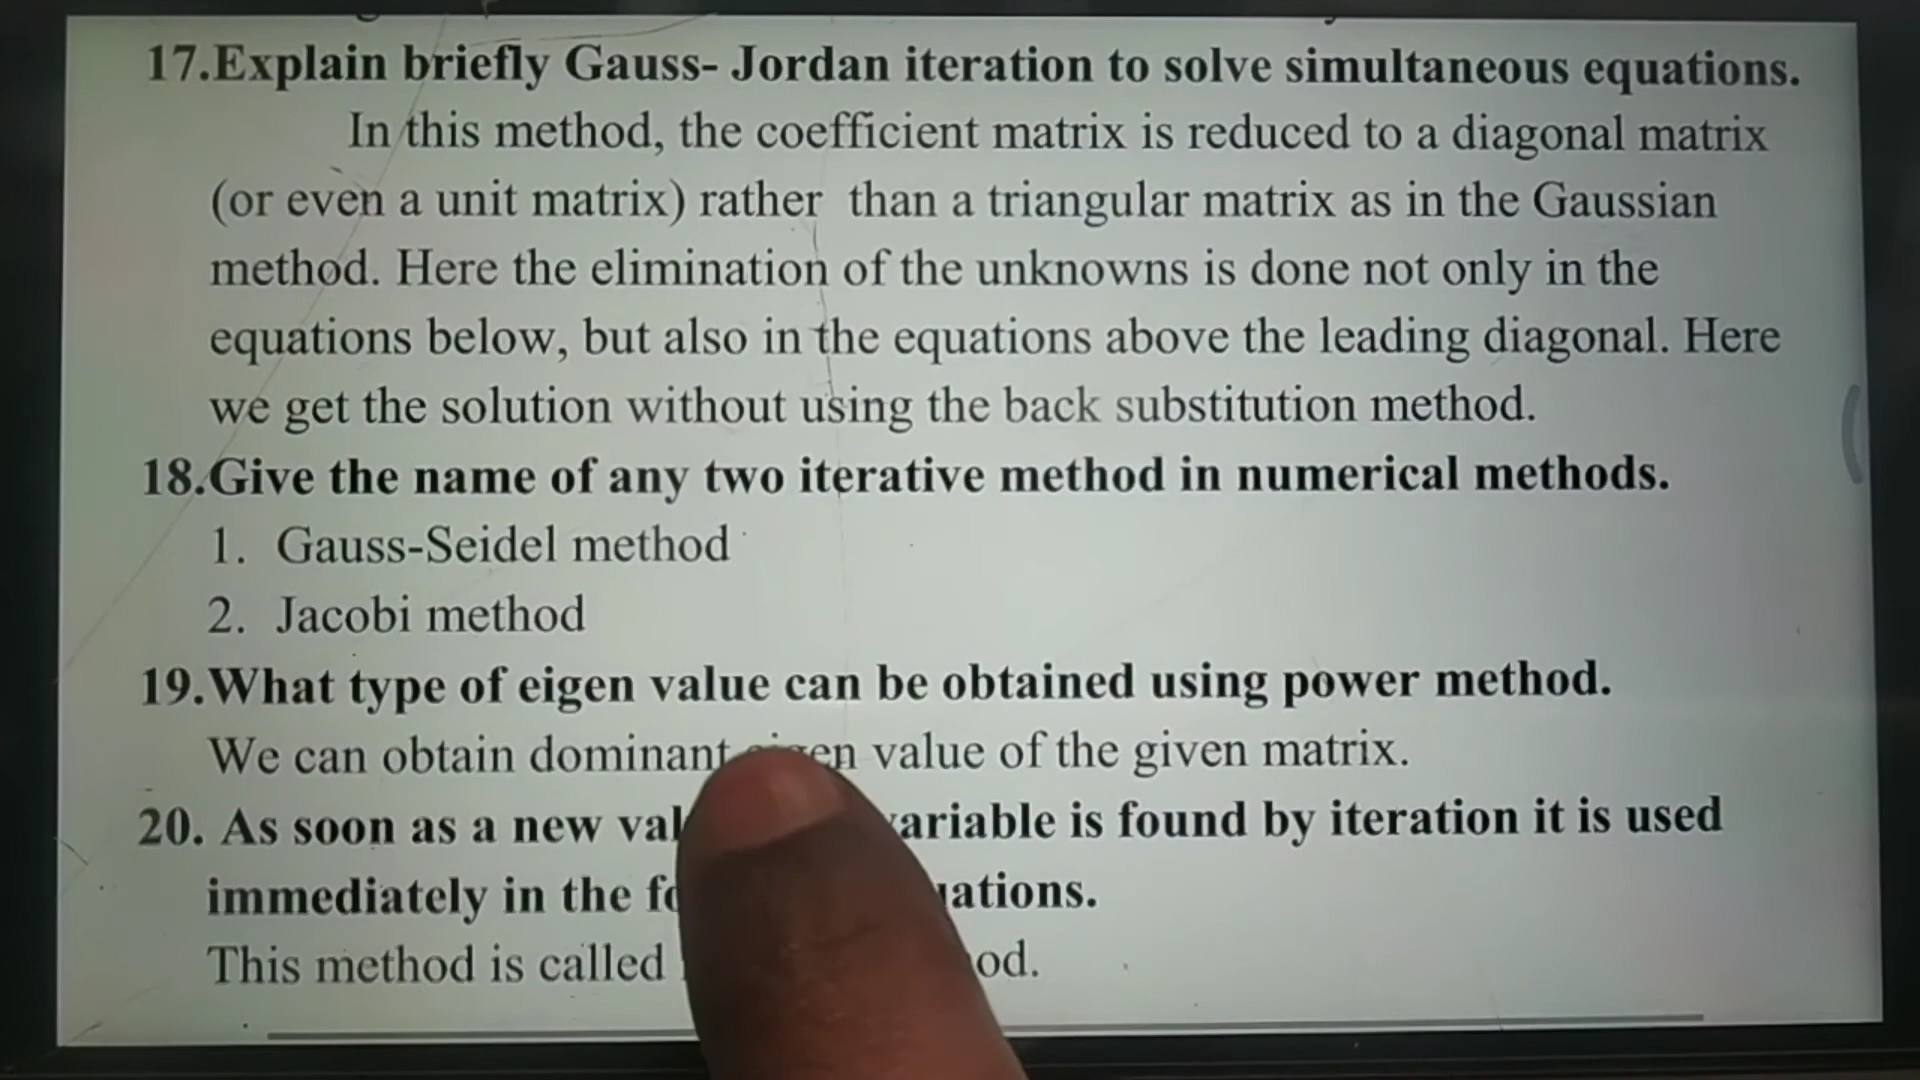 17.Explain briefly Gauss- Jordan iteration to solve simultaneous equations.
In this method, the coefficient matrix is reduced to a diagonal matrix
(or even a unit matrix) rather than a triangular matrix as in the Gaussian
method. Here the elimination of the unknowns is done not only in the
equations below, but also in the equations above the leading diagonal. Here
we get the solution without using the back substitution method.
18.Give the name of any two iterative method in numerical methods.
1. Gauss-Seidel method
2. Jacobi method
19.What type of eigen value can be obtained using power method.
We can obtain dominant eigen value of the given matrix.
20. As soon as a new variable is found by iteration it is used
immediately in the
This method is called